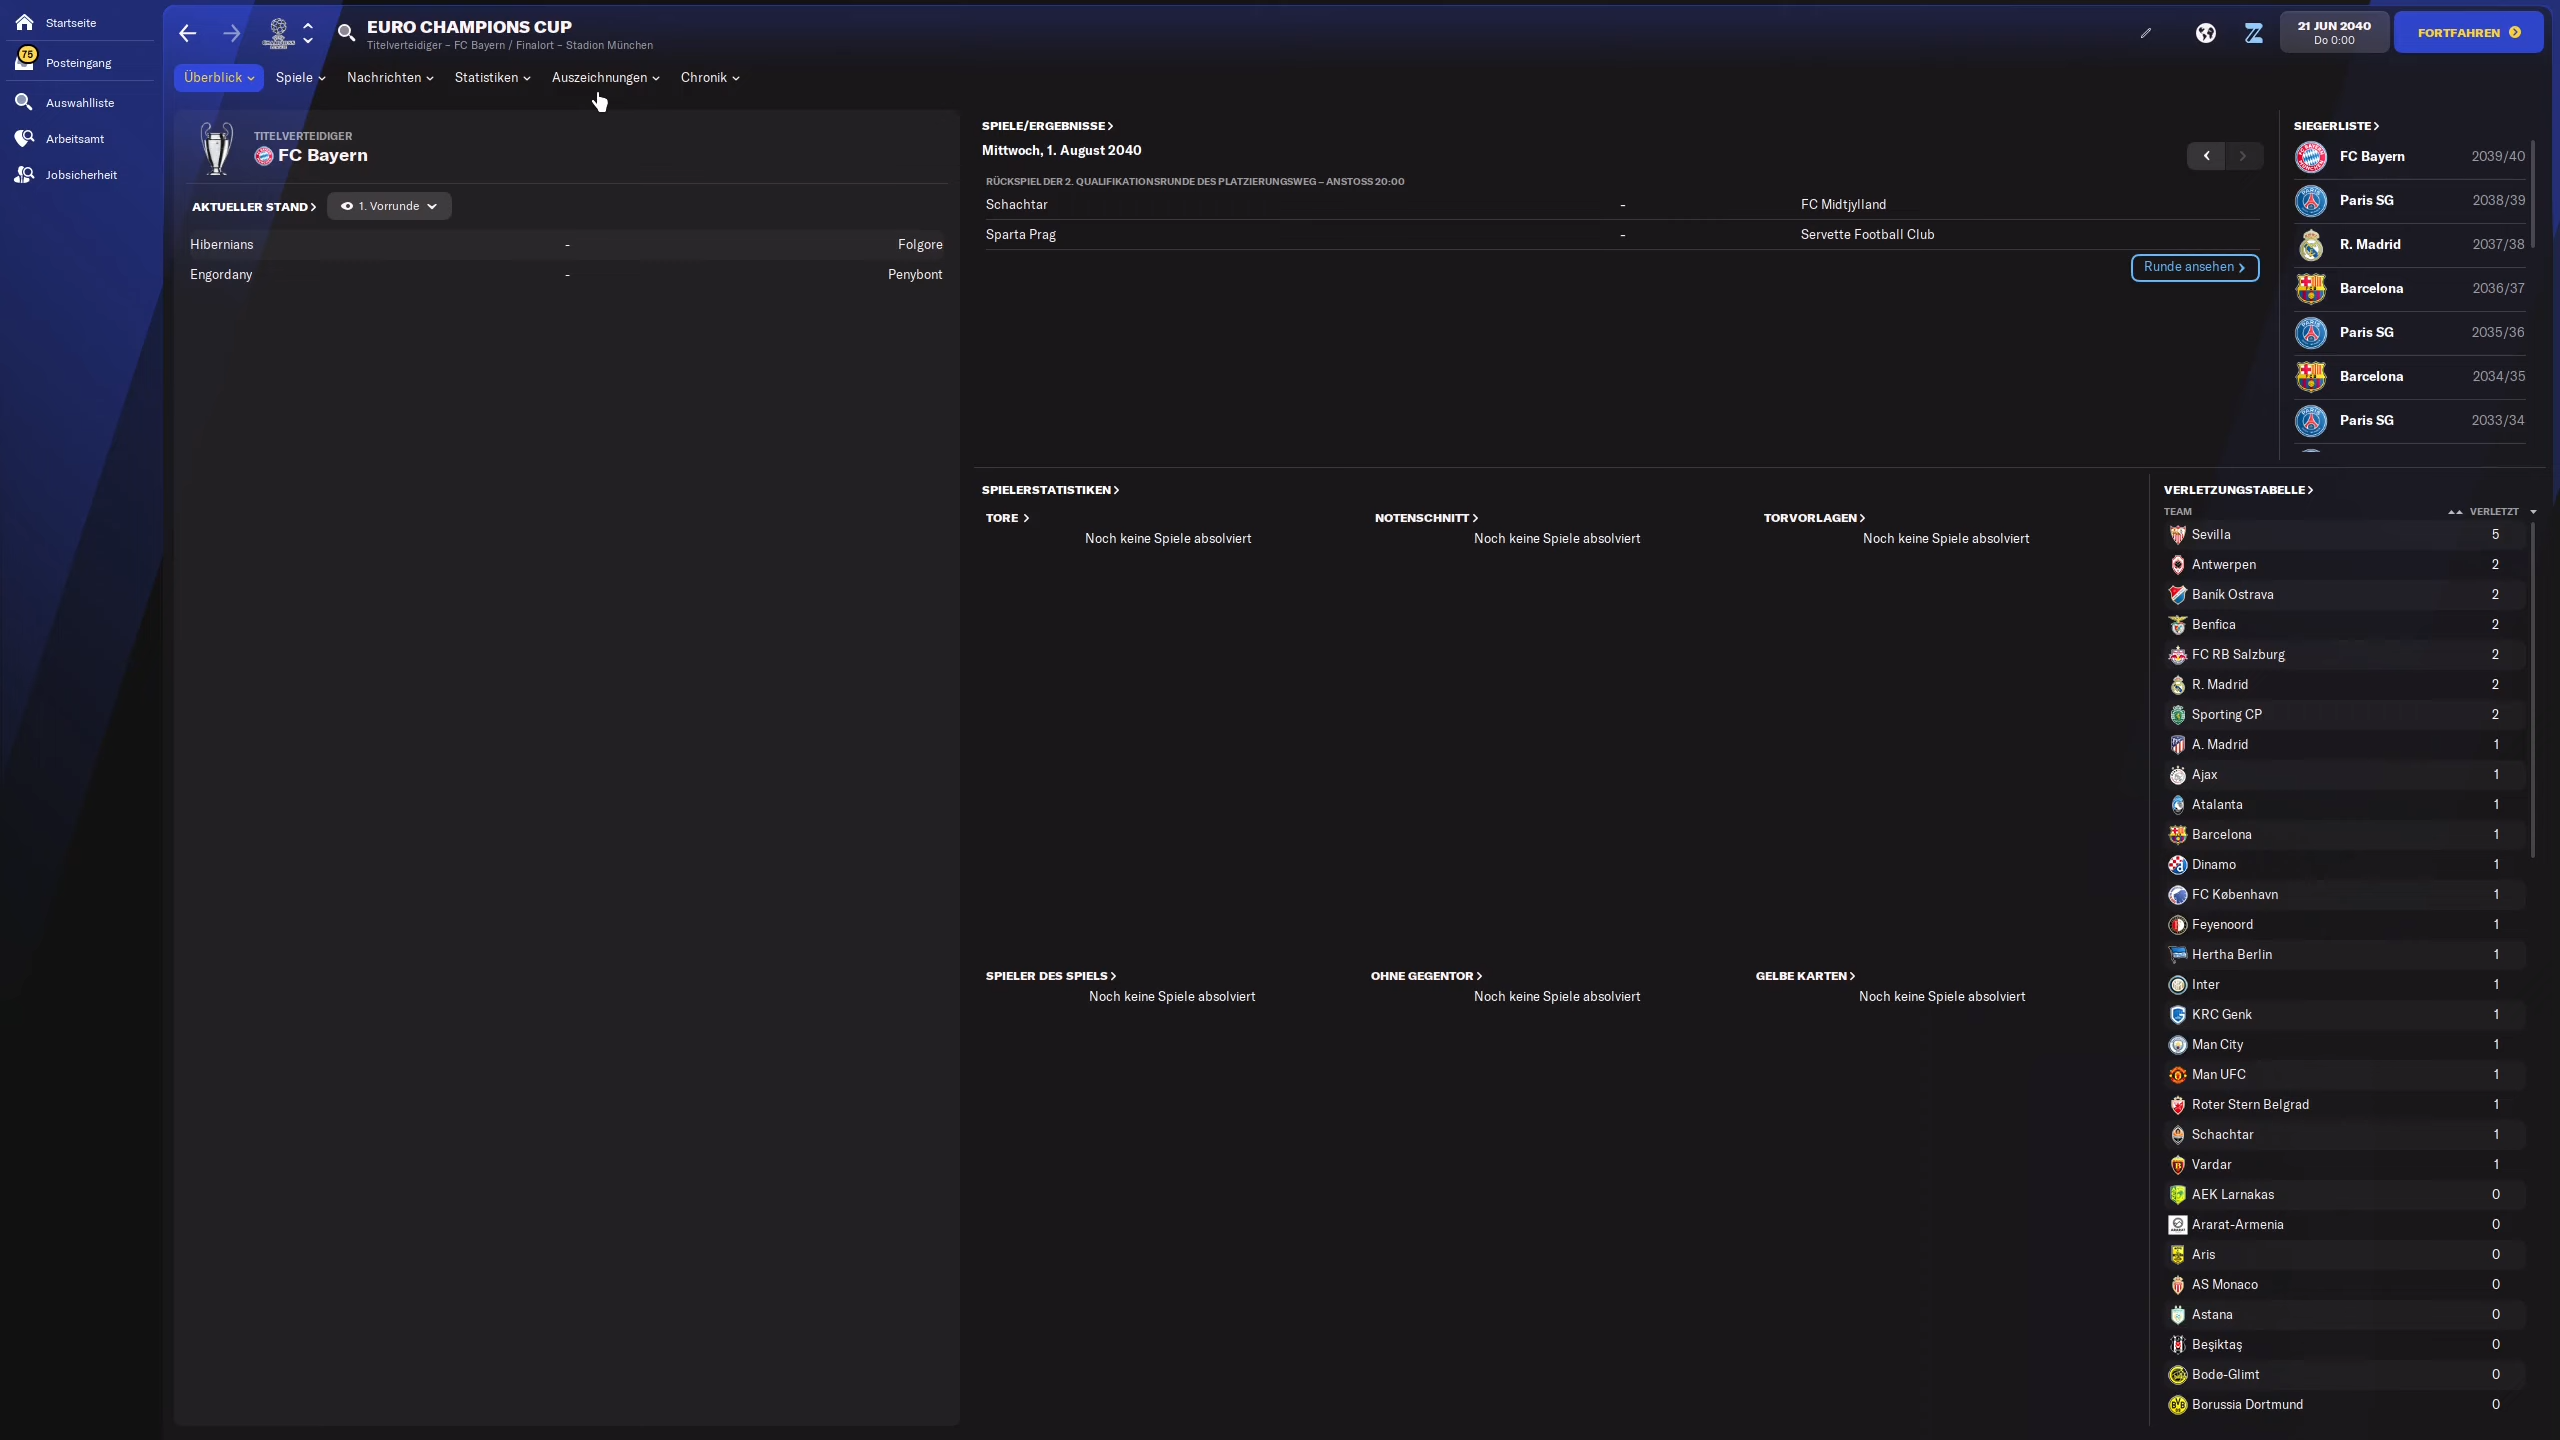 Startseite
75
Posteingang
Auswahlliste
Arbeitsamt
Jobsicherheit
EURO CHAMPIONS CUP
Titelverteidiger – FC Bayern / Finalort – Stadion München
21 JUN 2040
Do 0:00
FORTFAHREN
Überblick
Spiele
Nachrichten
Statistiken
Auszeichnungen
Chronik
TITELVERTEIDIGER
FC Bayern
AKTUELLER STAND
1. Vorrunde
Hibernians - Folgore
Engordany - Penybont
SPIELE/ERGEBNISSE
Mittwoch, 1. August 2040
RÜCKSPIEL DER 2. QUALIFIKATIONSRUNDE DES PLATZIERUNGSWEG – ANSTOSS 20:00
Schachtar - FC Midtjylland
Sparta Prag - Servette Football Club
Runde ansehen
SIEGERLISTE
FC Bayern 2039/40
Paris SG 2038/39
R. Madrid 2037/38
Barcelona 2036/37
Paris SG 2035/36
Barcelona 2034/35
Paris SG 2033/34
SPIELERSTATISTIKEN
TORE
Noch keine Spiele absolviert
NOTENSCHNITT
Noch keine Spiele absolviert
TORVORLAGEN
Noch keine Spiele absolviert
SPIELER DES SPIELS
Noch keine Spiele absolviert
OHNE GEGENTOR
Noch keine Spiele absolviert
GELBE KARTEN
Noch keine Spiele absolviert
VERLETZUNGSTABELLE
TEAM VERLETZT
Sevilla 5
Antwerpen 2
Baník Ostrava 2
Benfica 2
FC RB Salzburg 2
R. Madrid 2
Sporting CP 2
A. Madrid 1
Ajax 1
Atalanta 1
Barcelona 1
Dinamo 1
FC København 1
Feyenoord 1
Hertha Berlin 1
Inter 1
KRC Genk 1
Man City 1
Man UFC 1
Roter Stern Belgrad 1
Schachtar 1
Vardar 1
AEK Larnakas 0
Ararat-Armenia 0
Aris 0
AS Monaco 0
Astana 0
Beşiktaş 0
Bodø-Glimt 0
Borussia Dortmund 0